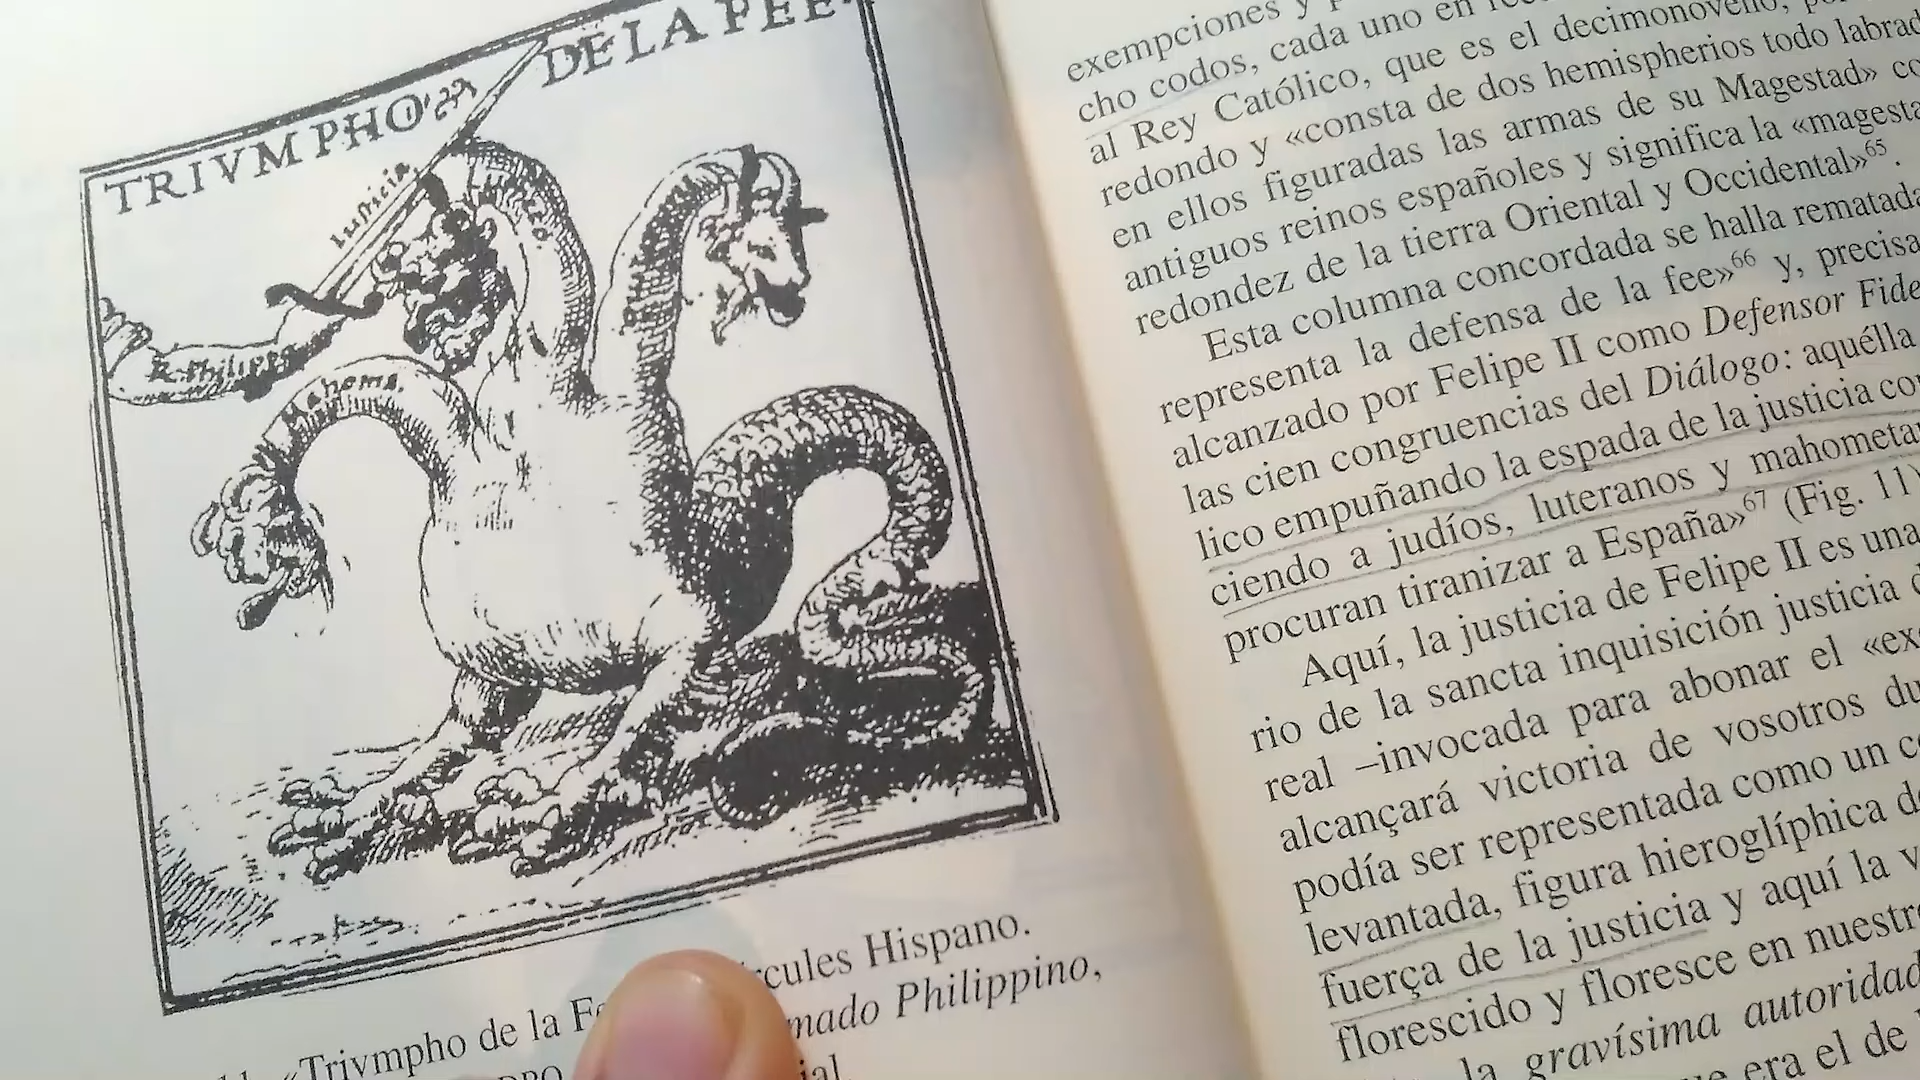 TRIVMPHO DE LA FEE
Iusticia
R. Philippo
Mahoma.
«Trivmpho de la Fe
cules Hispano.
mado Philippino,
ial.
exempciones y
cho codos, cada uno en
al Rey Católico, que es el decimonoveno,
redondo y «consta de dos hemispherios todo labrad
en ellos figuradas las armas de su Magestad» co
antiguos reinos españoles y significa la «magesta
redondez de la tierra Oriental y Occidental»65.
Esta columna concordada se halla rematada
representa la defensa de la fee»66 y, precisa
alcanzado por Felipe II como Defensor Fide
las cien congruencias del Diálogo: aquélla
lico empuñando la espada de la justicia co
ciendo a judíos, luteranos y mahometa
procuran tiranizar a España»67 (Fig. 11)
Aquí, la justicia de Felipe II es una
rio de la sancta inquisición justicia d
real –invocada para abonar el «ex
alcançará victoria de vosotros du
podía ser representada como un
levantada, figura hieroglíphica d
fuerça de la justicia y aquí la v
florescido y floresce en nuestr
la gravísima autoridad
era el de